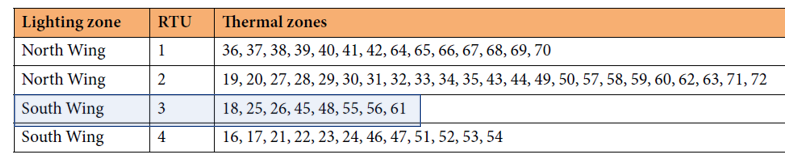 Lighting zone RTU Thermal zones
North Wing 1 36, 37, 38, 39, 40, 41, 42, 64, 65, 66, 67, 68, 69, 70
North Wing 2 19, 20, 27, 28, 29, 30, 31, 32, 33, 34, 35, 43, 44, 49, 50, 57, 58, 59, 60, 62, 63, 71, 72
South Wing 3 18, 25, 26, 45, 48, 55, 56, 61
South Wing 4 16, 17, 21, 22, 23, 24, 46, 47, 51, 52, 53, 54